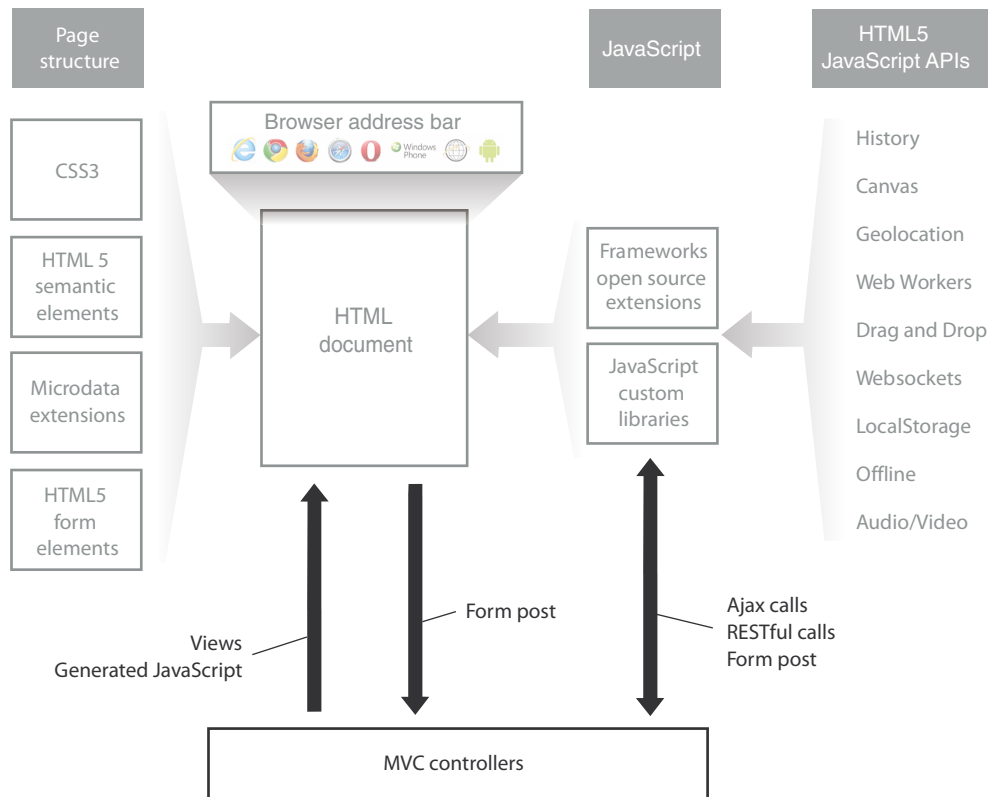 Page
structure
JavaScript
HTML5
JavaScript APIs
Browser address bar
Windows
Phone
CSS3
HTML 5
semantic
elements
Microdata
extensions
HTML5
form
elements
HTML
document
Frameworks
open source
extensions
JavaScript
custom
libraries
History
Canvas
Geolocation
Web Workers
Drag and Drop
Websockets
LocalStorage
Offline
Audio/Video
Views
Generated JavaScript
Form post
Ajax calls
RESTful calls
Form post
MVC controllers